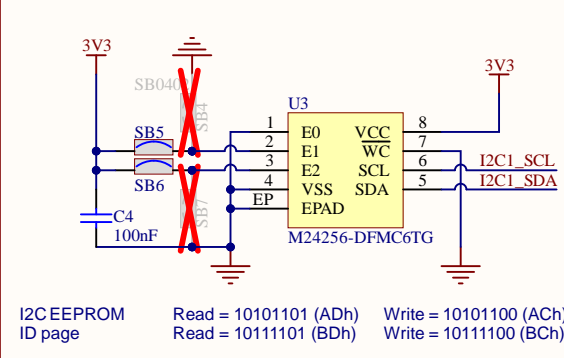 3V3
3V3
SB040
SB4
U3
SB5
1 E0 VCC 8
2 E1 WC 7
3 E2 SCL 6 I2C1_SCL
4 VSS SDA 5 I2C1_SDA
EP EPAD
SB6
SB7
C4
100nF
M24256-DFMC6TG
I2C EEPROM Read = 10101101 (ADh) Write = 10101100 (ACh)
ID page Read = 10111101 (BDh) Write = 10111100 (BCh)